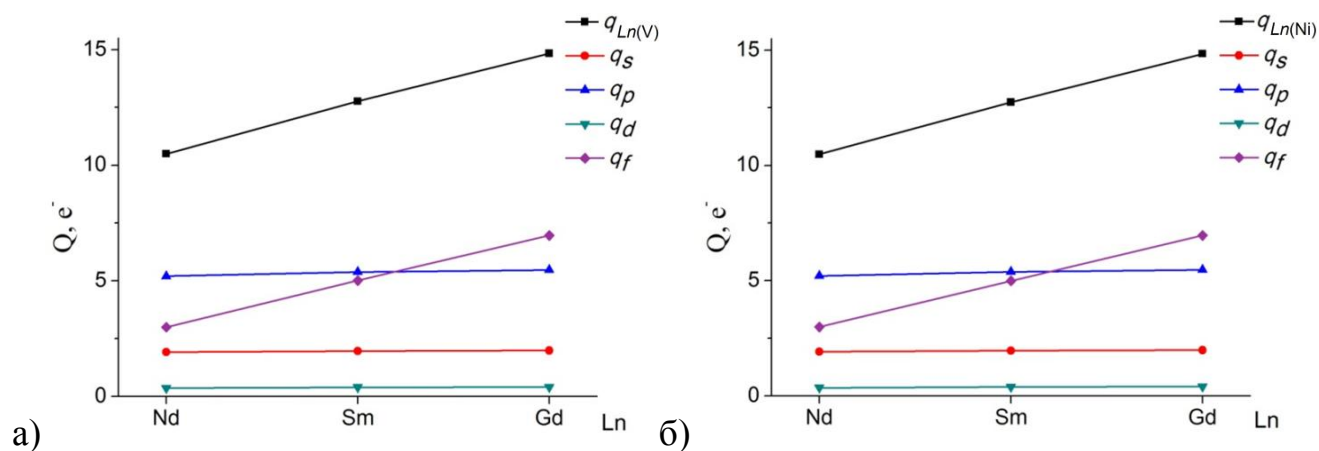 q_Ln(V)
q_s
q_p
q_d
q_f
15
10
5
0
Q, e⁻
Nd
Sm
Gd
Ln
а)
q_Ln(Ni)
q_s
q_p
q_d
q_f
15
10
5
0
Q, e⁻
Nd
Sm
Gd
Ln
б)